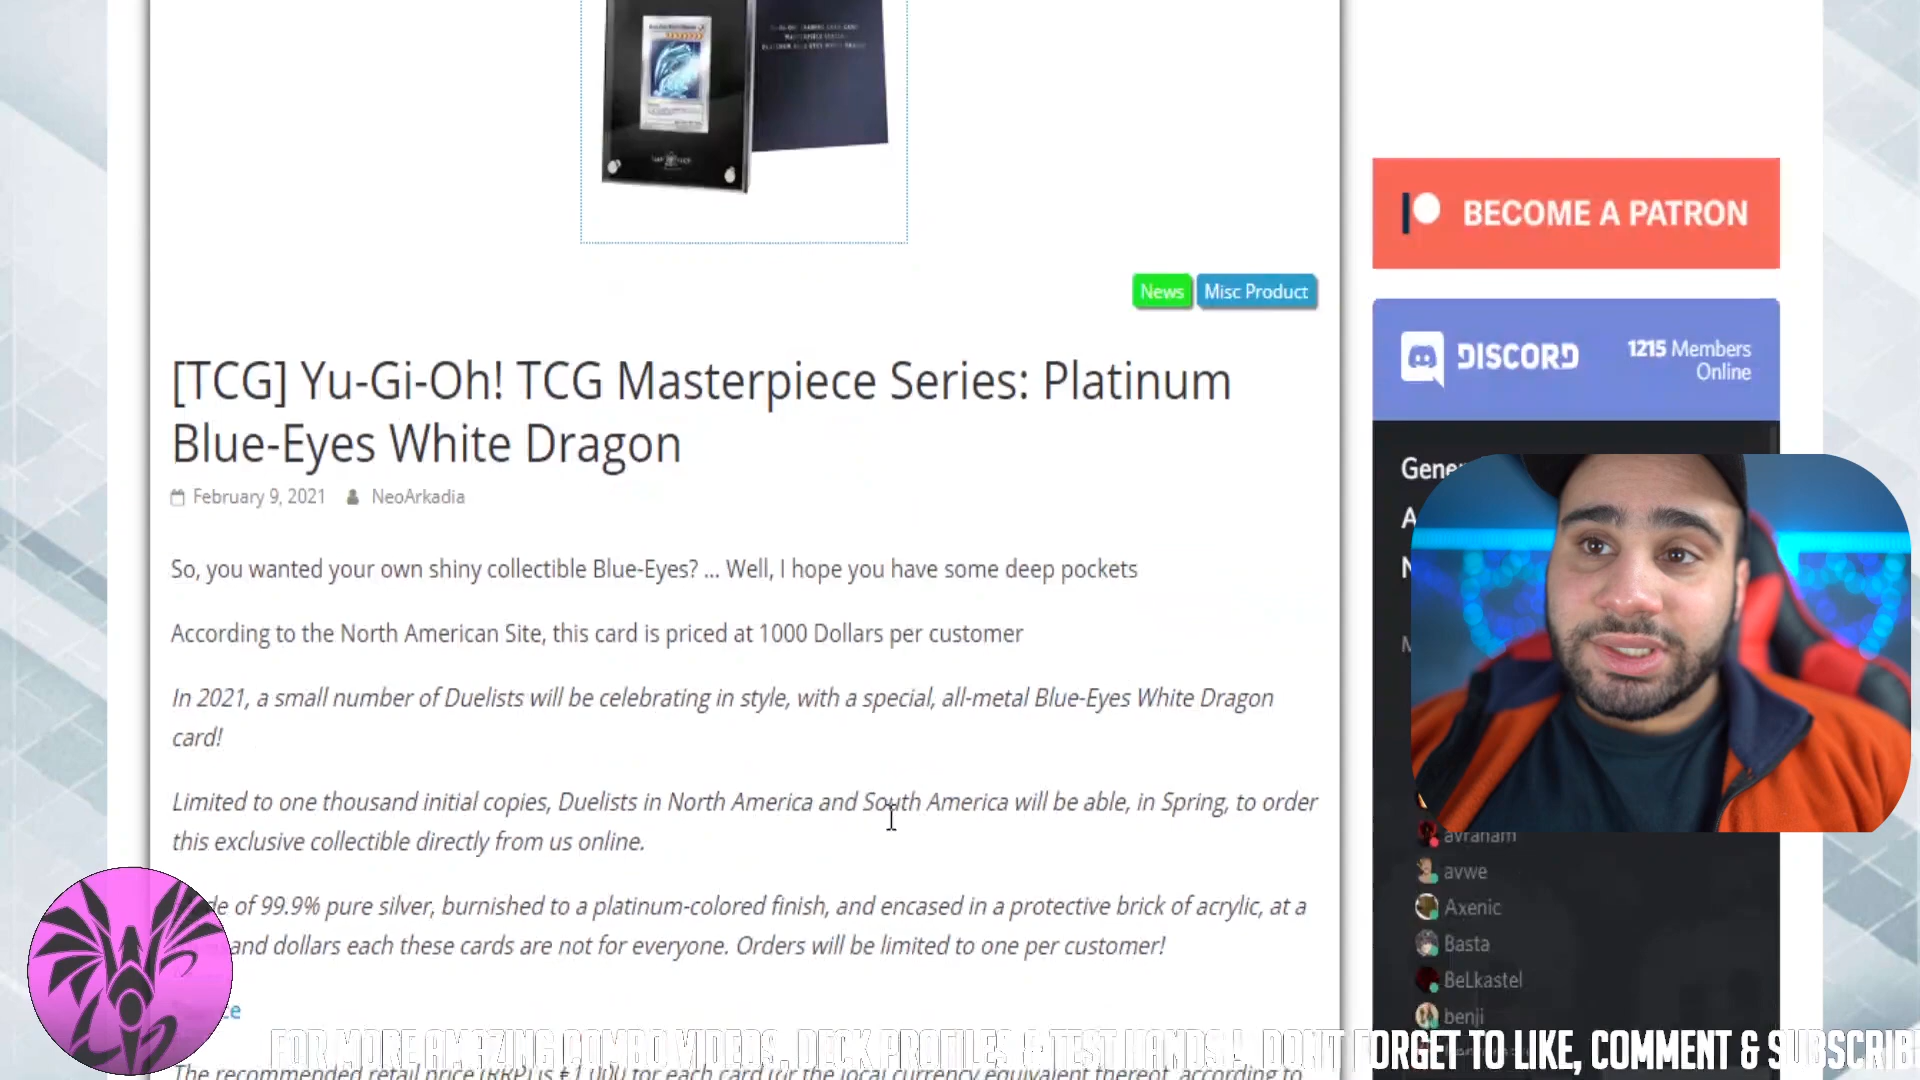 News Misc Product
[TCG] Yu-Gi-Oh! TCG Masterpiece Series: Platinum
Blue-Eyes White Dragon
February 9, 2021 NeoArkadia
So, you wanted your own shiny collectible Blue-Eyes? ... Well, I hope you have some deep pockets
According to the North American Site, this card is priced at 1000 Dollars per customer
In 2021, a small number of Duelists will be celebrating in style, with a special, all-metal Blue-Eyes White Dragon
card!
Limited to one thousand initial copies, Duelists in North America and South America will be able, in Spring, to order
this exclusive collectible directly from us online.
of 99.9% pure silver, burnished to a platinum-colored finish, and encased in a protective brick of acrylic, at a
and dollars each these cards are not for everyone. Orders will be limited to one per customer!
BECOME A PATRON
DISCORD
1215 Members
Online
avraham
avwe
Axenic
Basta
BeLkastel
benji
FOR MORE AMAZING COMBO VIDEOS, DECK PROFILES & TEST HANDS!, DONT FORGET TO LIKE, COMMENT & SUBSCRIB
The recommended retail price (RRP) is €1,000 for each card (or the local currency equivalent thereof, according to